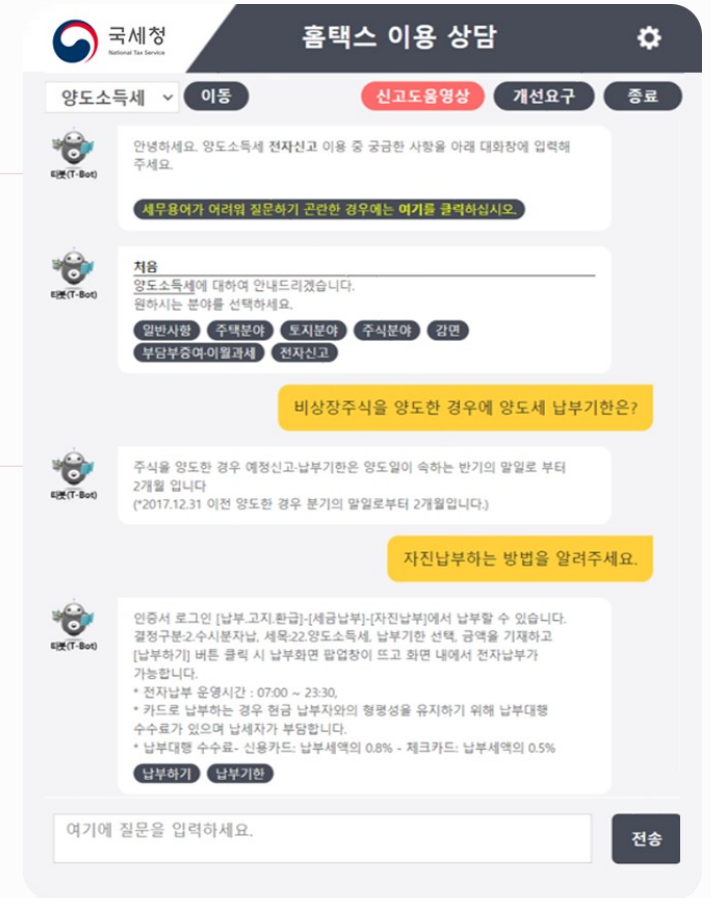 국세청
National Tax Service
홈택스 이용 상담
양도소득세
이동
신고도움영상
개선요구
종료
티봇(T-Bot)
안녕하세요. 양도소득세 전자신고 이용 중 궁금한 사항을 아래 대화창에 입력해
주세요.
세무용어가 어려워 질문하기 곤란한 경우에는 여기를 클릭하십시오.
티봇(T-Bot)
처음
양도소득세에 대하여 안내드리겠습니다.
원하시는 분야를 선택하세요.
일반사항 주택분야 토지분야 주식분야 감면
부담부증여·이월과세 전자신고
비상장주식을 양도한 경우에 양도세 납부기한은?
티봇(T-Bot)
주식을 양도한 경우 예정신고·납부기한은 양도일이 속하는 반기의 말일로 부터
2개월 입니다
(*2017.12.31 이전 양도한 경우 분기의 말일로부터 2개월입니다.)
자진납부하는 방법을 알려주세요.
티봇(T-Bot)
인증서 로그인 [납부.고지.환급]-[세금납부]-[자진납부]에서 납부할 수 있습니다.
결정구분:2.수시분자납, 세목:22.양도소득세, 납부기한 선택, 금액을 기재하고
[납부하기] 버튼 클릭 시 납부화면 팝업창이 뜨고 화면 내에서 전자납부가
가능합니다.
* 전자납부 운영시간 : 07:00 ~ 23:30,
* 카드로 납부하는 경우 현금 납부자와의 형평성을 유지하기 위해 납부대행
수수료가 있으며 납세자가 부담합니다.
* 납부대행 수수료- 신용카드: 납부세액의 0.8% - 체크카드: 납부세액의 0.5%
납부하기 납부기한
여기에 질문을 입력하세요.
전송